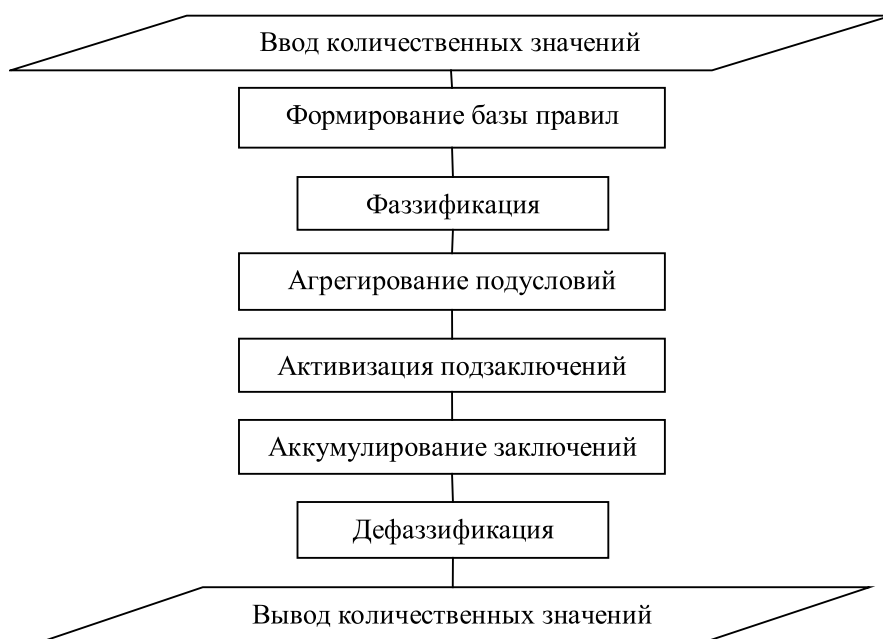 Ввод количественных значений
Формирование базы правил
Фаззификация
Агрегирование подусловий
Активизация подзаключений
Аккумулирование заключений
Дефаззификация
Вывод количественных значений